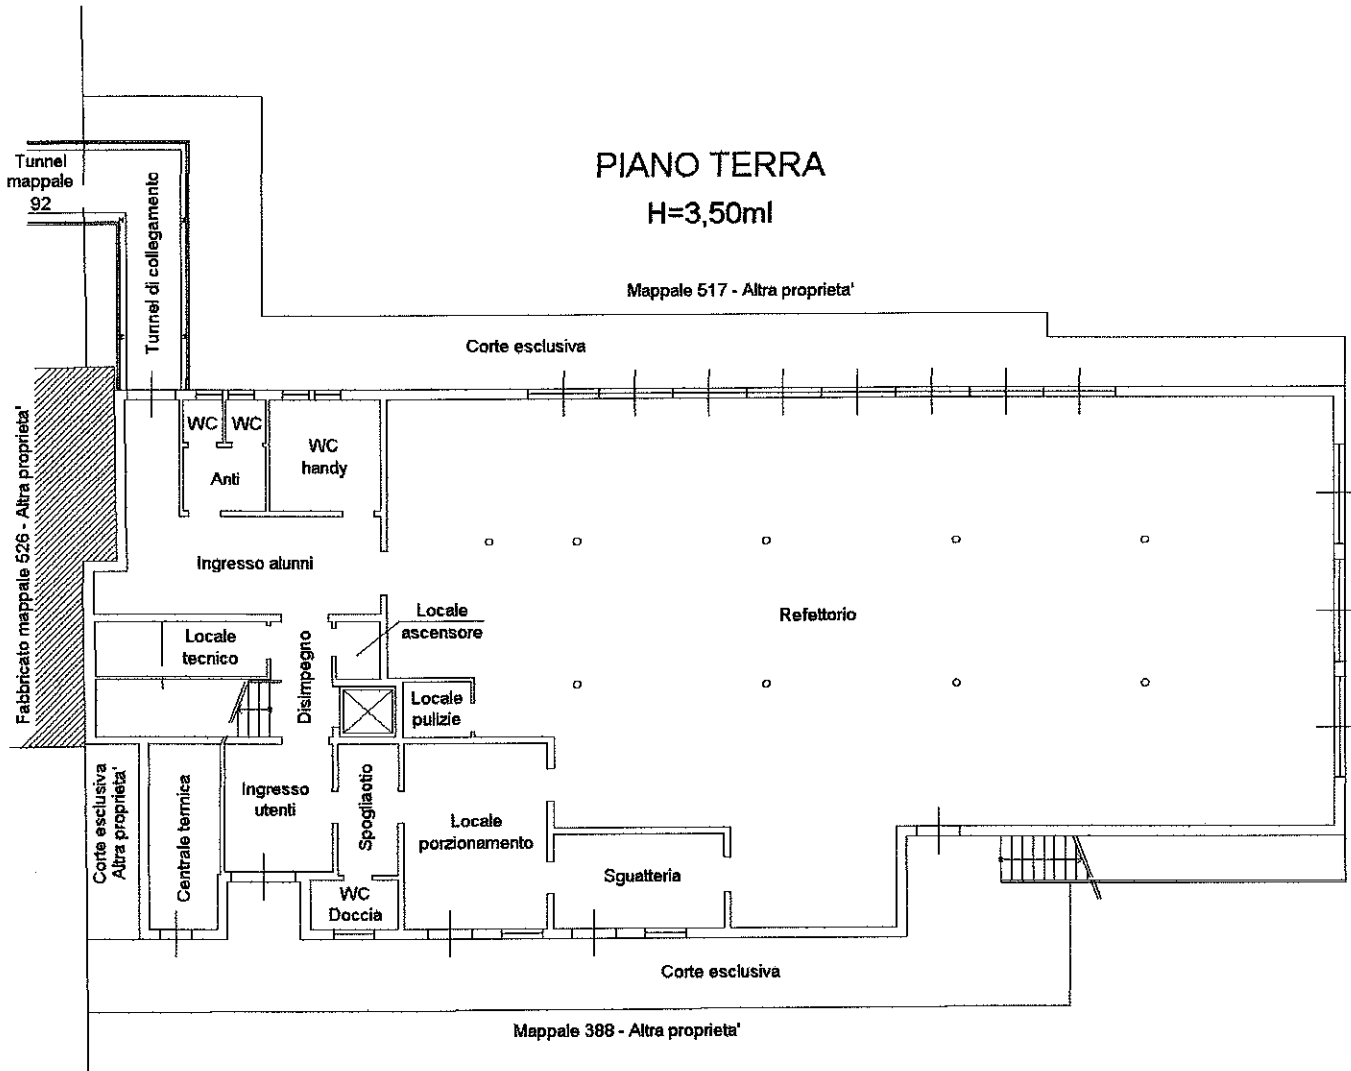 PIANO TERRA
H=3,50ml
Tunnel
mappale
92
Tunnel di collegamento
Mappale 517 - Altra proprieta'
Corte esclusiva
Fabbricato mappale 526 - Altra proprieta'
WC
WC
WC
handy
Anti
Ingresso alunni
Locale
ascensore
Refettorio
Locale
tecnico
Disimpegno
Locale
pulizie
Corte esclusiva
Altra proprieta'
Centrale termica
Ingresso
utenti
Spogliaotio
Locale
porzionamento
Sguatteria
WC
Doccia
Corte esclusiva
Mappale 388 - Altra proprieta'